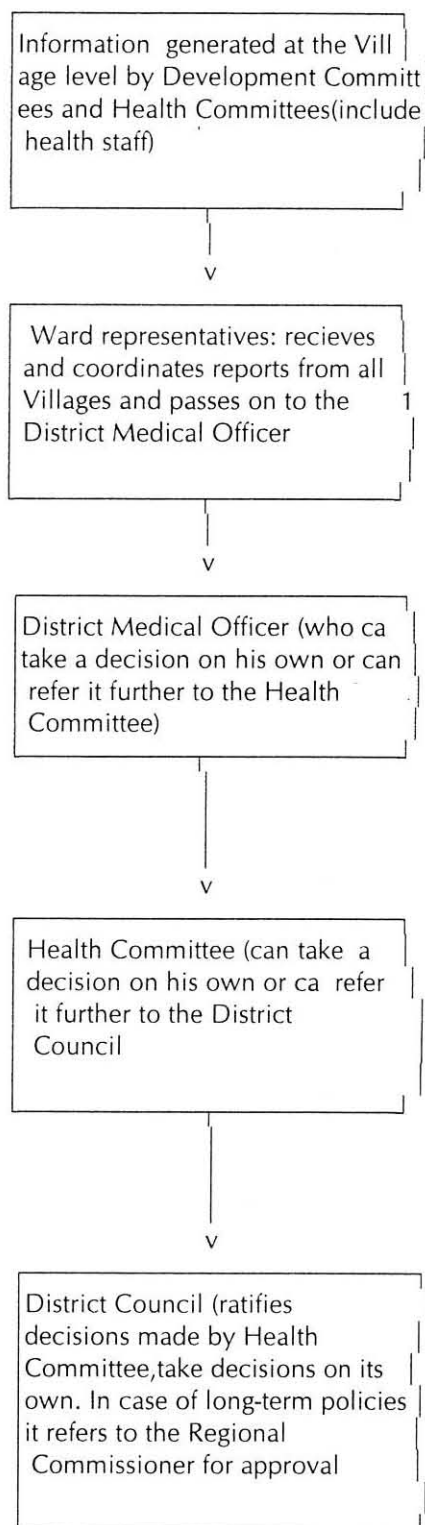 Information generated at the Vill
age level by Development Committ
ees and Health Committees(include
health staff)
v
Ward representatives: recieves
and coordinates reports from all
Villages and passes on to the 1
District Medical Officer
v
District Medical Officer (who ca
take a decision on his own or can
refer it further to the Health
Committee)
v
Health Committee (can take a
decision on his own or ca refer
it further to the District
Council
v
District Council (ratifies
decisions made by Health
Committee,take decisions on its
own. In case of long-term policies
it refers to the Regional
Commissioner for approval